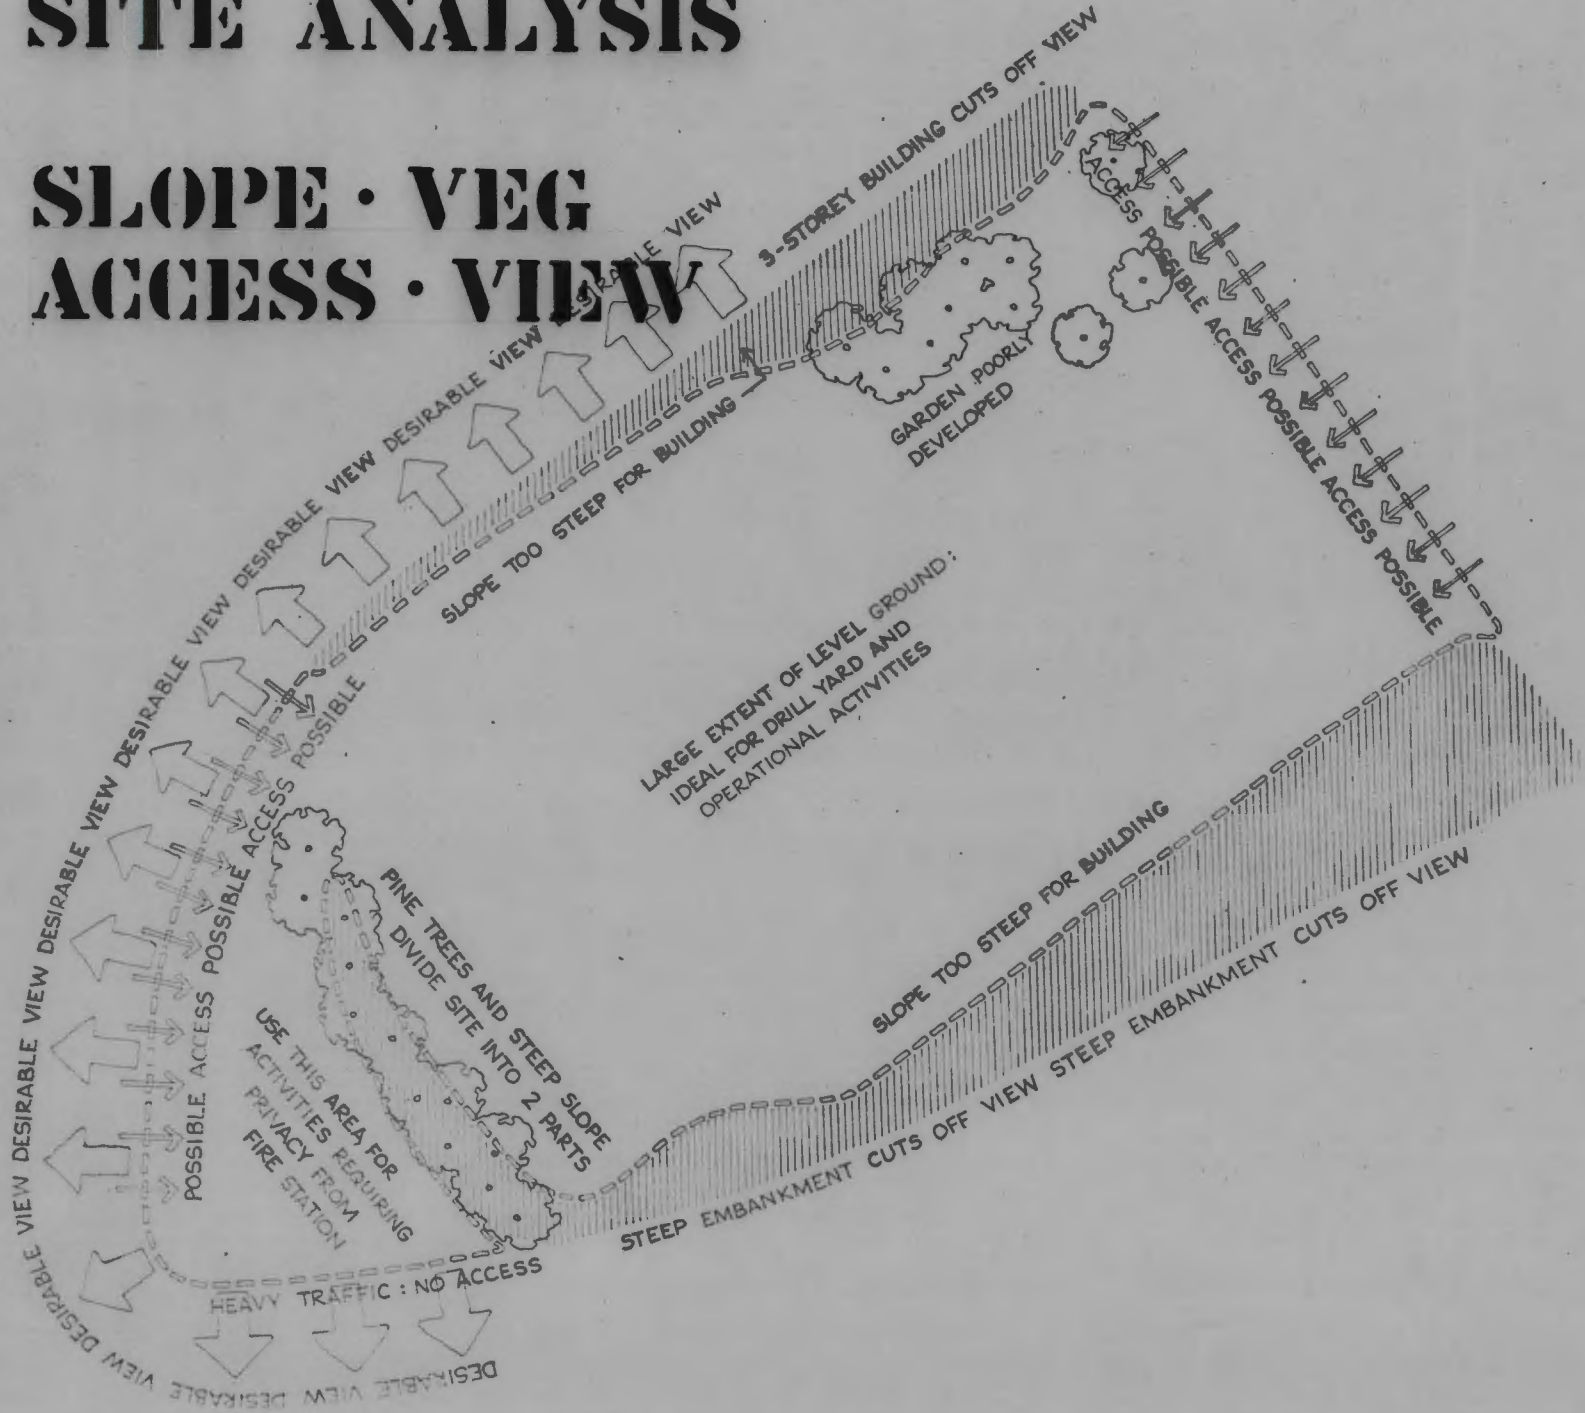 SITE ANALYSIS
SLOPE · VEG
ACCESS · VIEW
3-STOREY BUILDING CUTS OFF VIEW
DESIRABLE VIEW DESIRABLE VIEW DESIRABLE VIEW DESIRABLE VIEW DESIRABLE VIEW DESIRABLE VIEW DESIRABLE VIEW DESIRABLE VIEW DESIRABLE VIEW DESIRABLE VIEW DESIRABLE VIEW DESIRABLE VIEW
ACCESS POSSIBLE ACCESS POSSIBLE ACCESS POSSIBLE
GARDEN POORLY
DEVELOPED
SLOPE TOO STEEP FOR BUILDING
LARGE EXTENT OF LEVEL GROUND:
IDEAL FOR DRILL YARD AND
OPERATIONAL ACTIVITIES
POSSIBLE ACCESS POSSIBLE ACCESS POSSIBLE
PINE TREES AND STEEP SLOPE
DIVIDE SITE INTO 2 PARTS
USE THIS AREA FOR
ACTIVITIES REQUIRING
PRIVACY FROM
FIRE STATION
SLOPE TOO STEEP FOR BUILDING
STEEP EMBANKMENT CUTS OFF VIEW STEEP EMBANKMENT CUTS OFF VIEW
HEAVY TRAFFIC : NO ACCESS